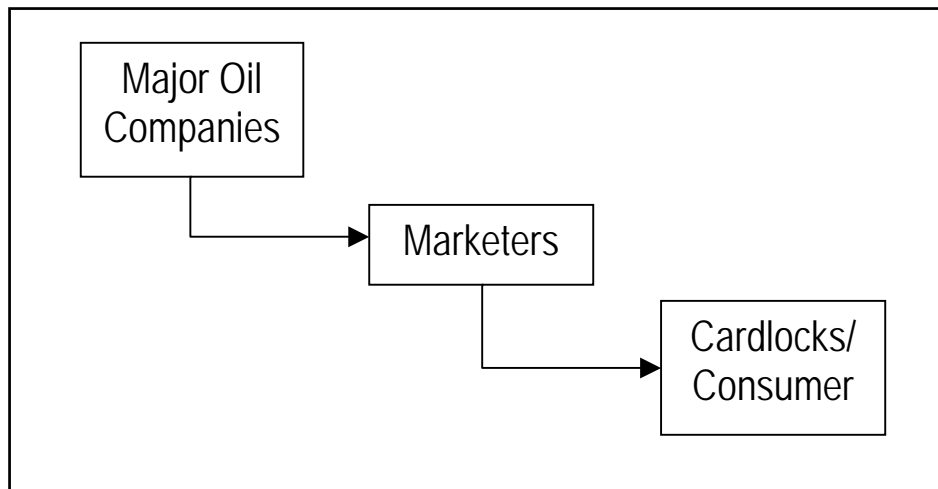 Major Oil
Companies
Marketers
Cardlocks/
Consumer